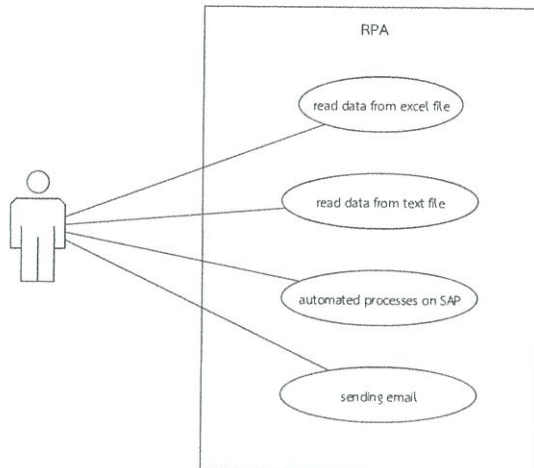 RPA
read data from excel file
read data from text file
automated processes on SAP
sending email